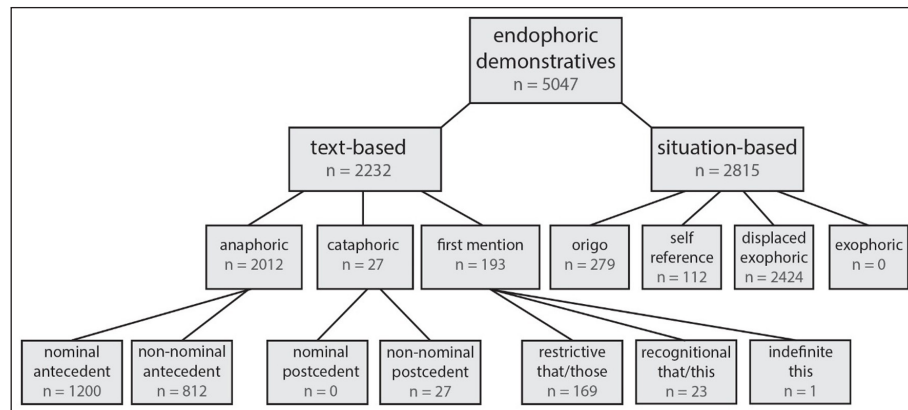 endophoric
demonstratives
n = 5047
text-based
n = 2232
situation-based
n = 2815
anaphoric
n = 2012
cataphoric
n = 27
first mention
n = 193
origo
n = 279
self
reference
n = 112
displaced
exophoric
n = 2424
exophoric
n = 0
nominal
antecedent
n = 1200
non-nominal
antecedent
n = 812
nominal
postcedent
n = 0
non-nominal
postcedent
n = 27
restrictive
that/those
n = 169
recognitional
that/this
n = 23
indefinite
this
n = 1